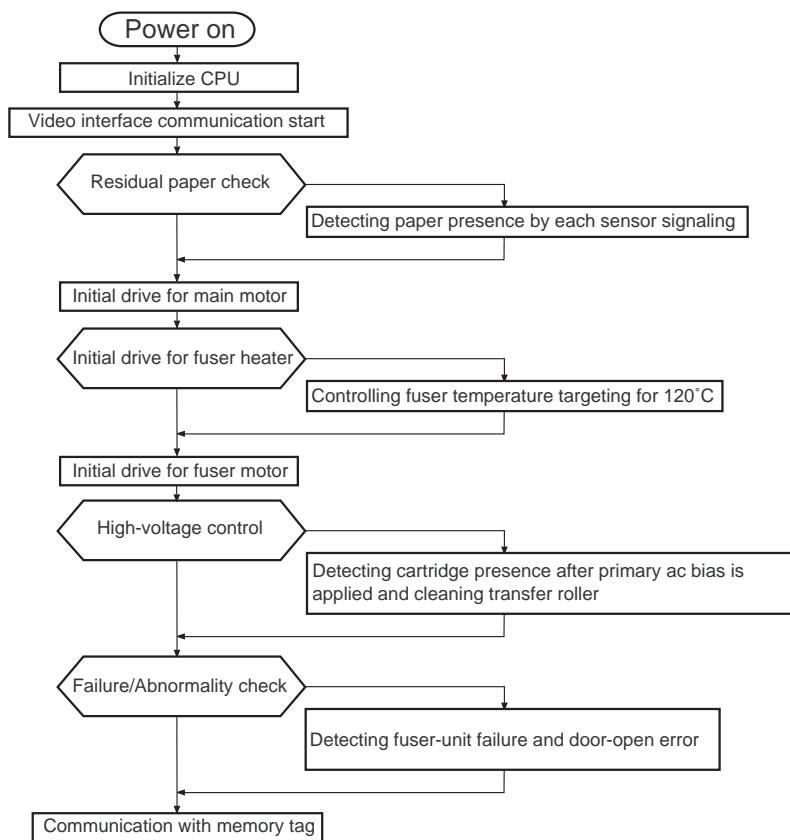 Power on
Initialize CPU
Video interface communication start
Residual paper check
Detecting paper presence by each sensor signaling
Initial drive for main motor
Initial drive for fuser heater
Controlling fuser temperature targeting for 120°C
Initial drive for fuser motor
High-voltage control
Detecting cartridge presence after primary ac bias is
applied and cleaning transfer roller
Failure/Abnormality check
Detecting fuser-unit failure and door-open error
Communication with memory tag